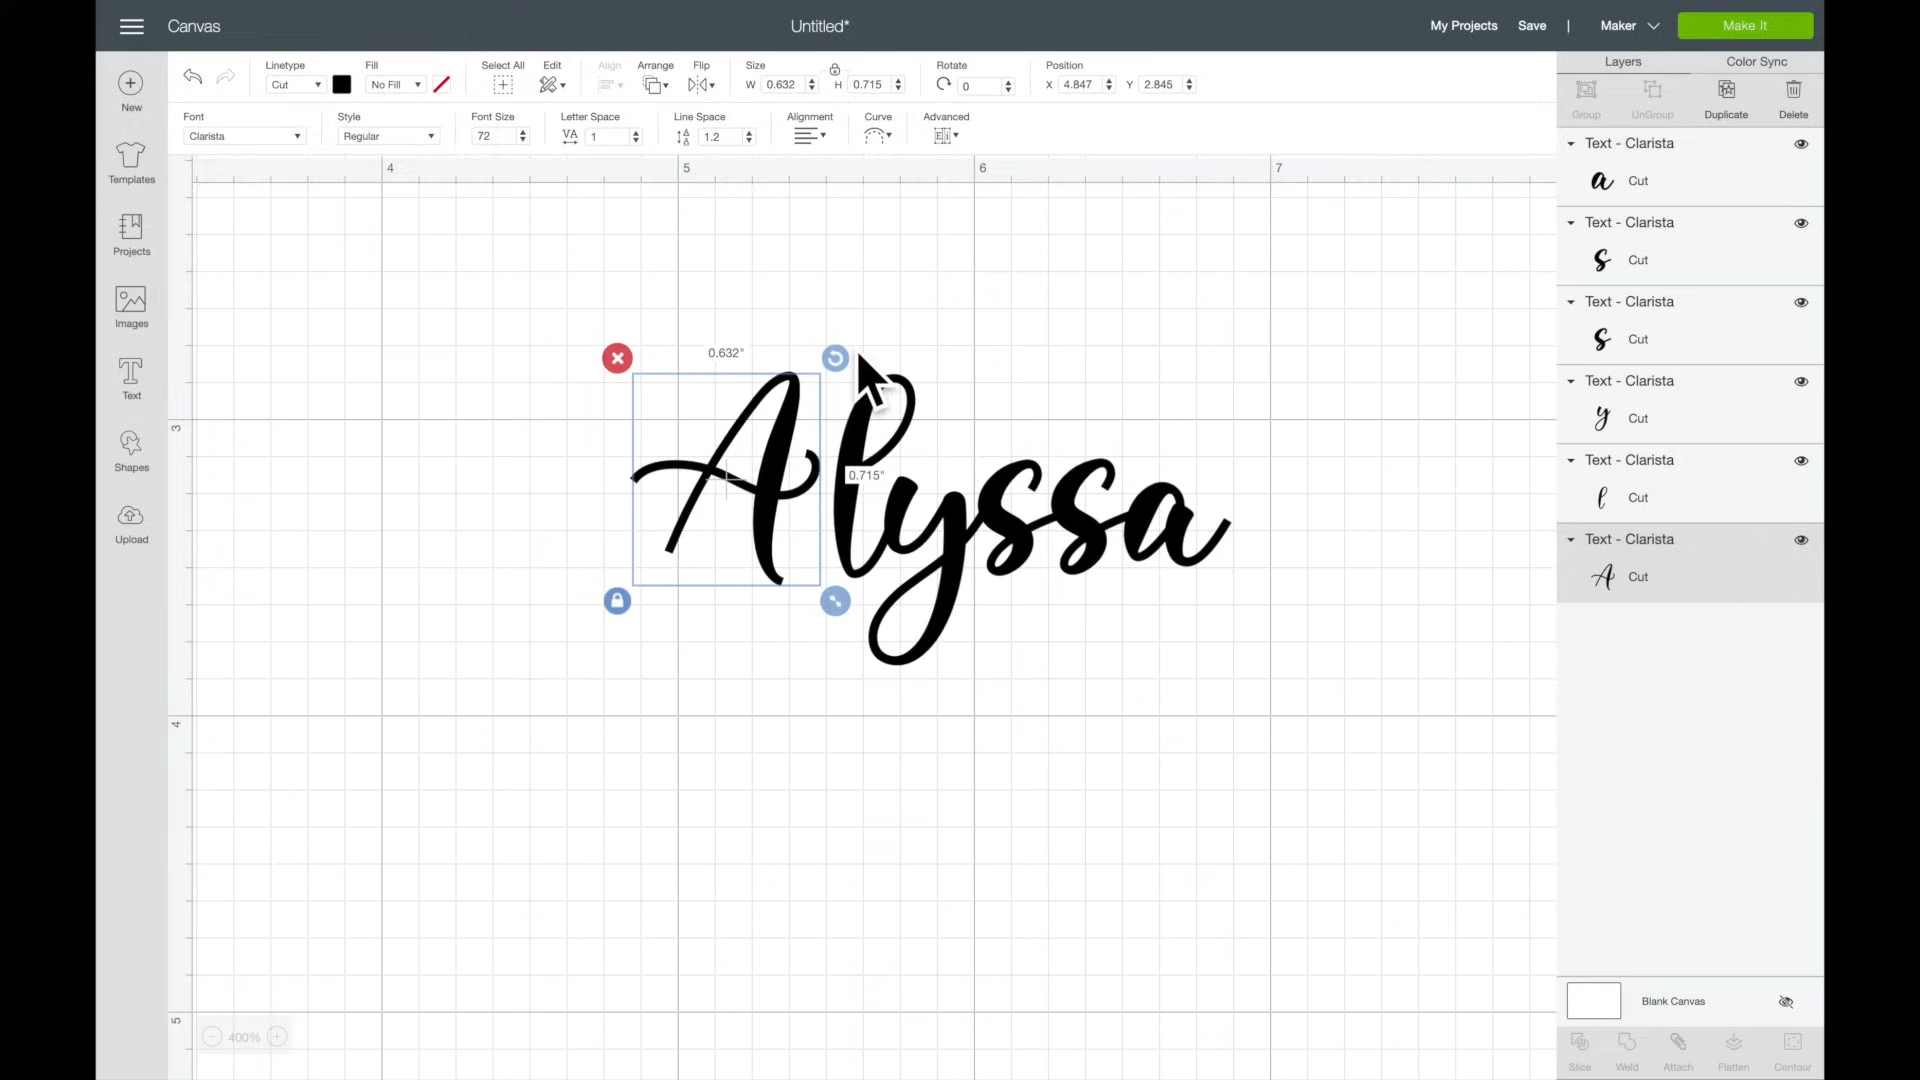 Canvas
Untitled*
My Projects Save | Maker Make It
Linetype Fill Select All Edit Align Arrange Flip Size Rotate Position
Cut No Fill W 0.632 H 0.715 0 X 4.847 Y 2.845
Font Style Font Size Letter Space Line Space Alignment Curve Advanced
Clarista Regular 72 VA 1 1.2
New
Templates
Projects
Images
Text
Shapes
Upload
4 5 6 7
3
4
5
0.632"
Alyssa
0.715"
400%
Layers Color Sync
Group UnGroup Duplicate Delete
Text - Clarista
a Cut
Text - Clarista
s Cut
Text - Clarista
s Cut
Text - Clarista
y Cut
Text - Clarista
l Cut
Text - Clarista
A Cut
Blank Canvas
Slice Weld Attach Flatten Contour